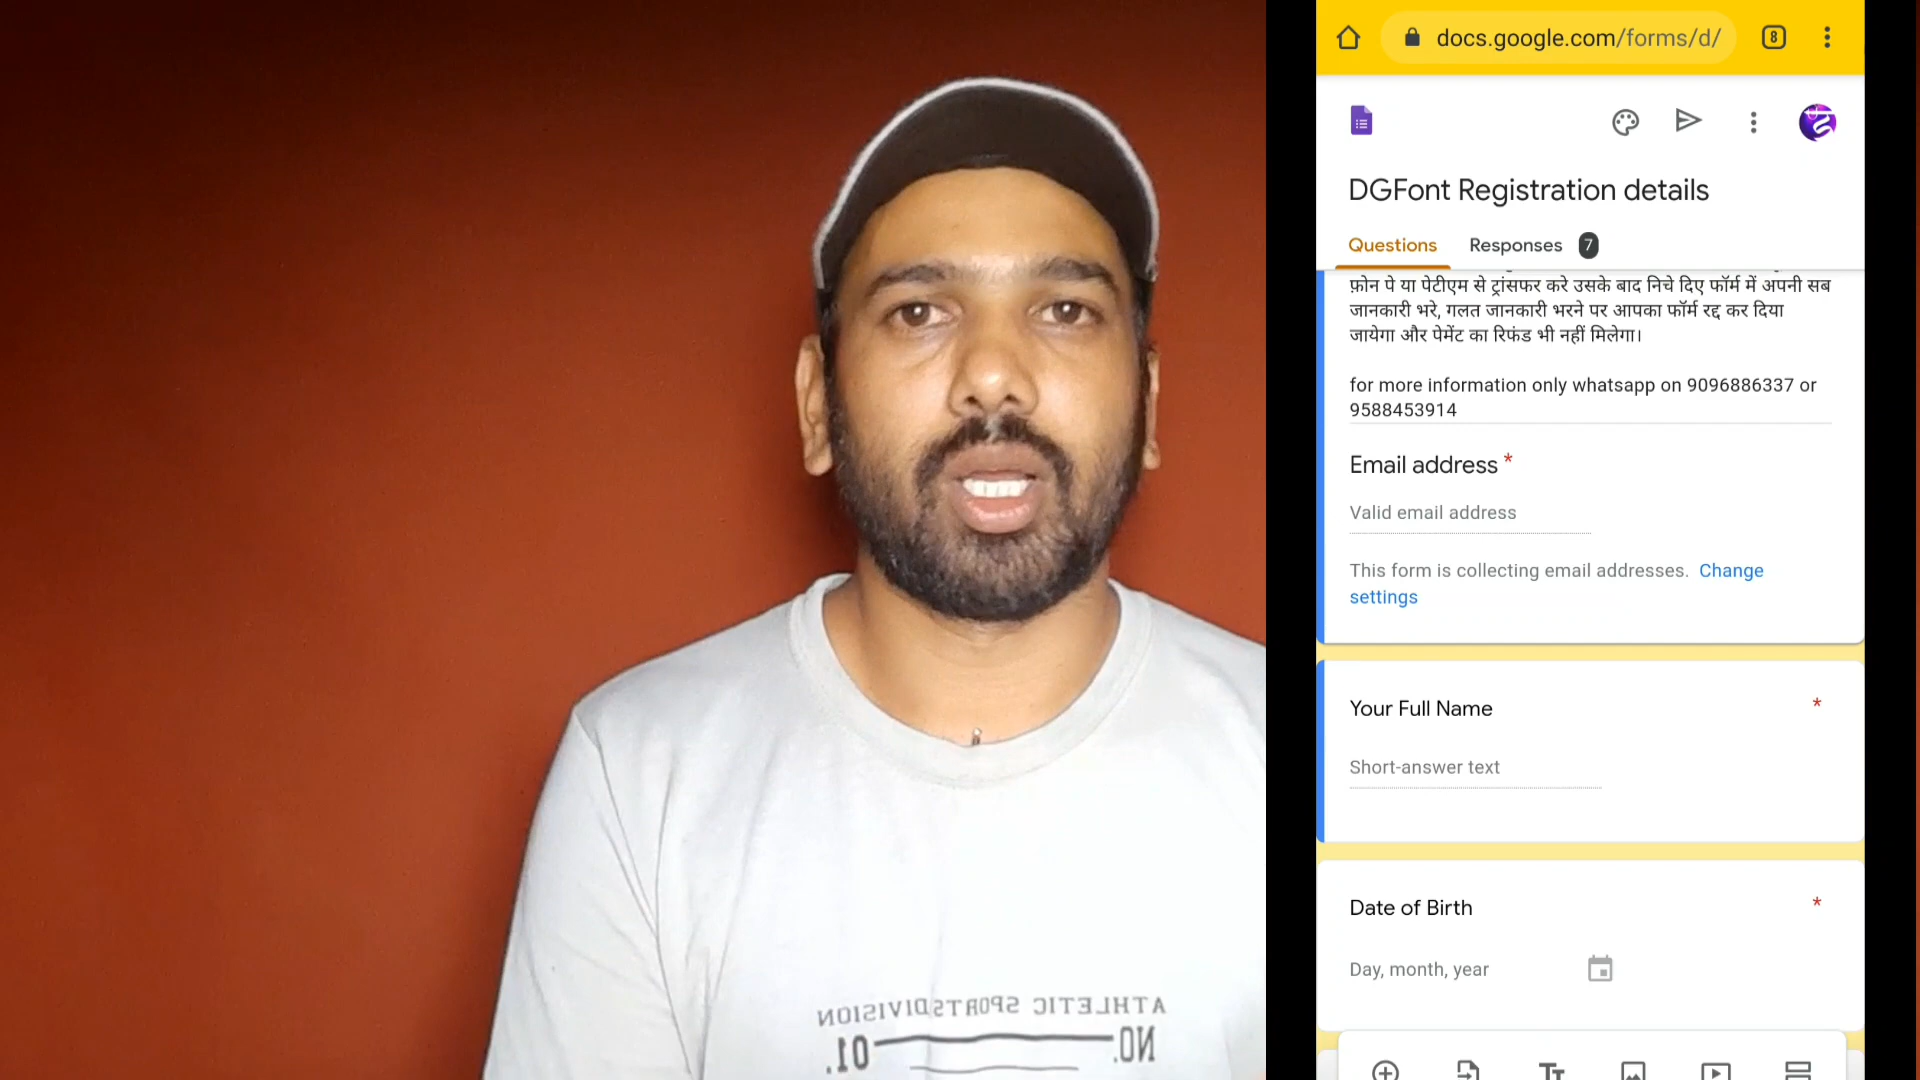 docs.google.com/forms/d/
8
DGFont Registration details
Questions
Responses 7
फ़ोन पे या पेटीएम से ट्रांसफर करे उसके बाद निचे दिए फॉर्म में अपनी सब
जानकारी भरे, गलत जानकारी भरने पर आपका फॉर्म रद्द कर दिया
जायेगा और पेमेंट का रिफंड भी नहीं मिलेगा।
for more information only whatsapp on 9096886337 or
9588453914
Email address *
Valid email address
This form is collecting email addresses. Change
settings
Your Full Name *
Short-answer text
Date of Birth *
Day, month, year
ATHLETIC SPORTS DIVISION
NO. 01.